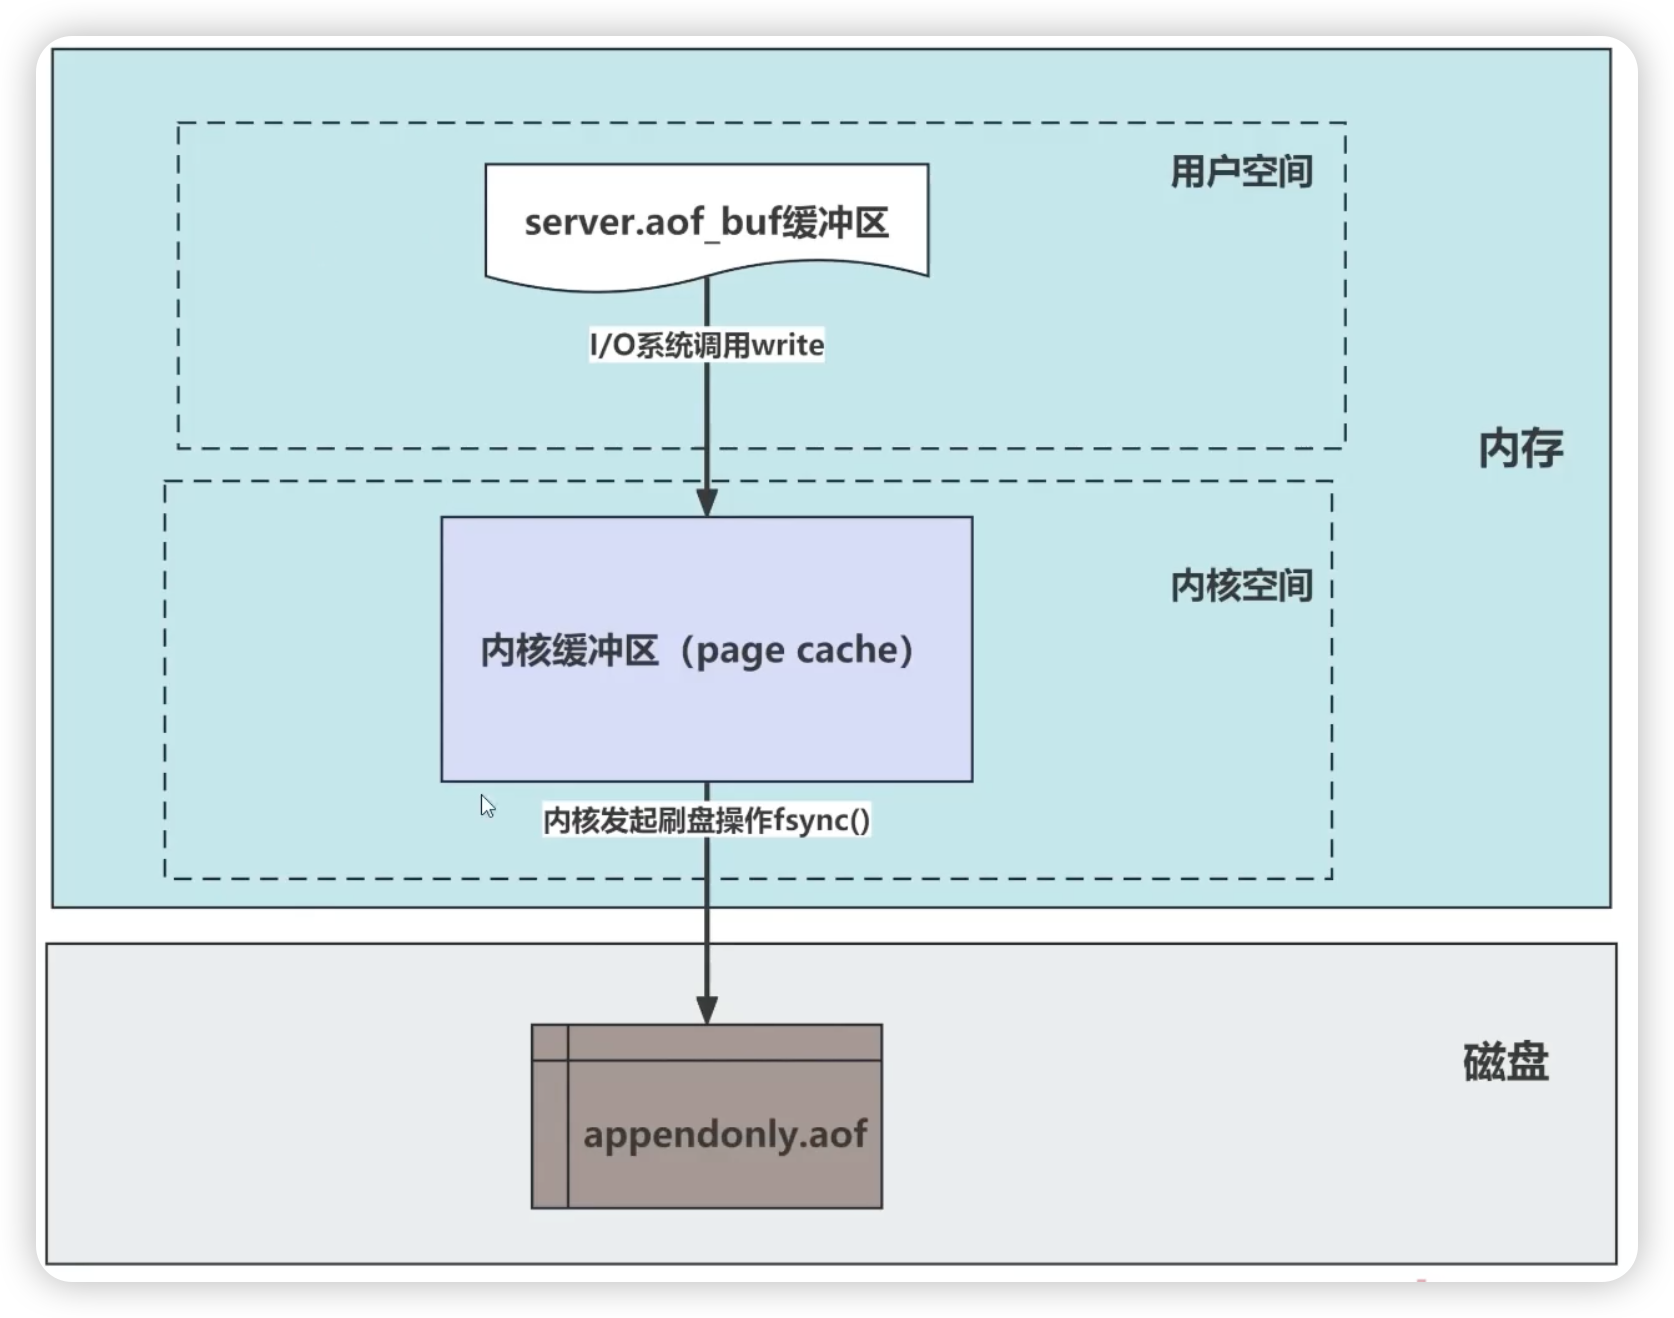 用户空间
server.aof_buf缓冲区
I/O系统调用write
内存
内核空间
内核缓冲区（page cache）
内核发起刷盘操作fsync()
磁盘
appendonly.aof